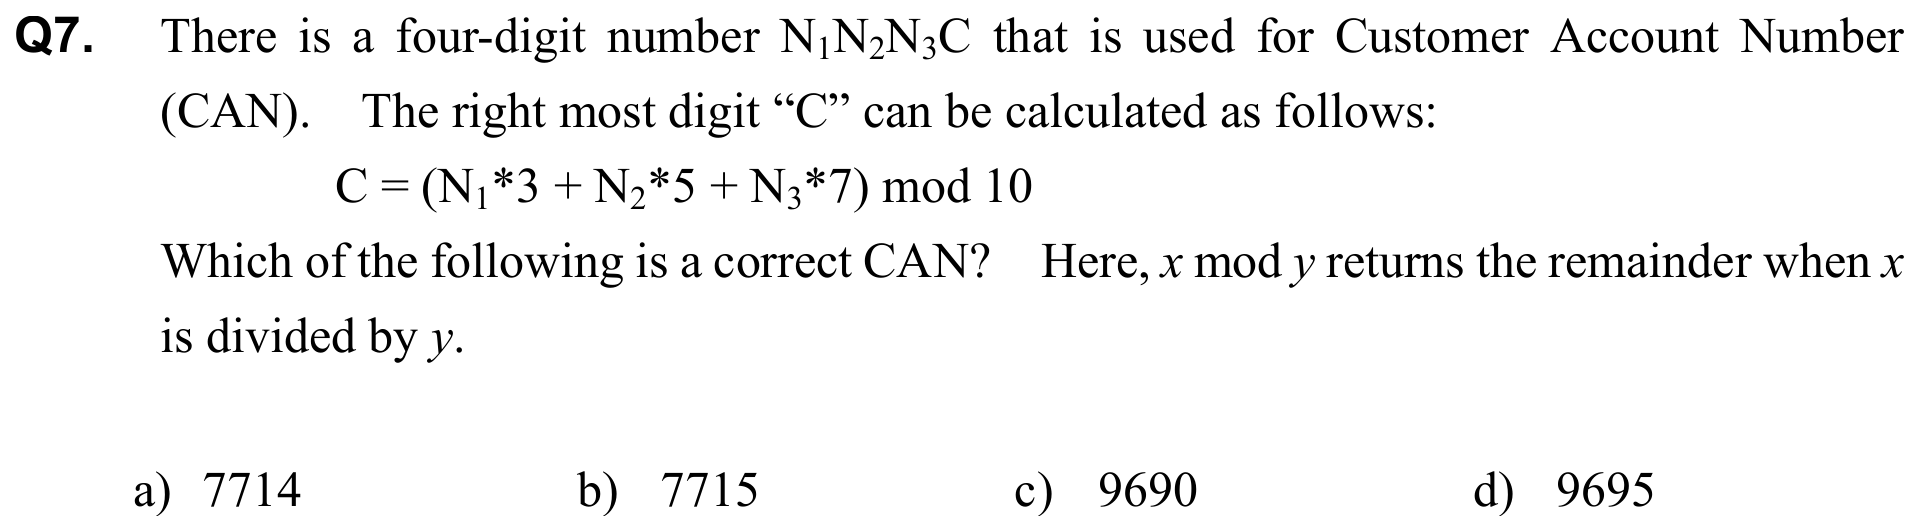 Q7. There is a four-digit number N₁N₂N₃C that is used for Customer Account Number
(CAN). The right most digit “C” can be calculated as follows:
C = (N₁*3 + N₂*5 + N₃*7) mod 10
Which of the following is a correct CAN? Here, x mod y returns the remainder when x
is divided by y.
a) 7714 b) 7715 c) 9690 d) 9695